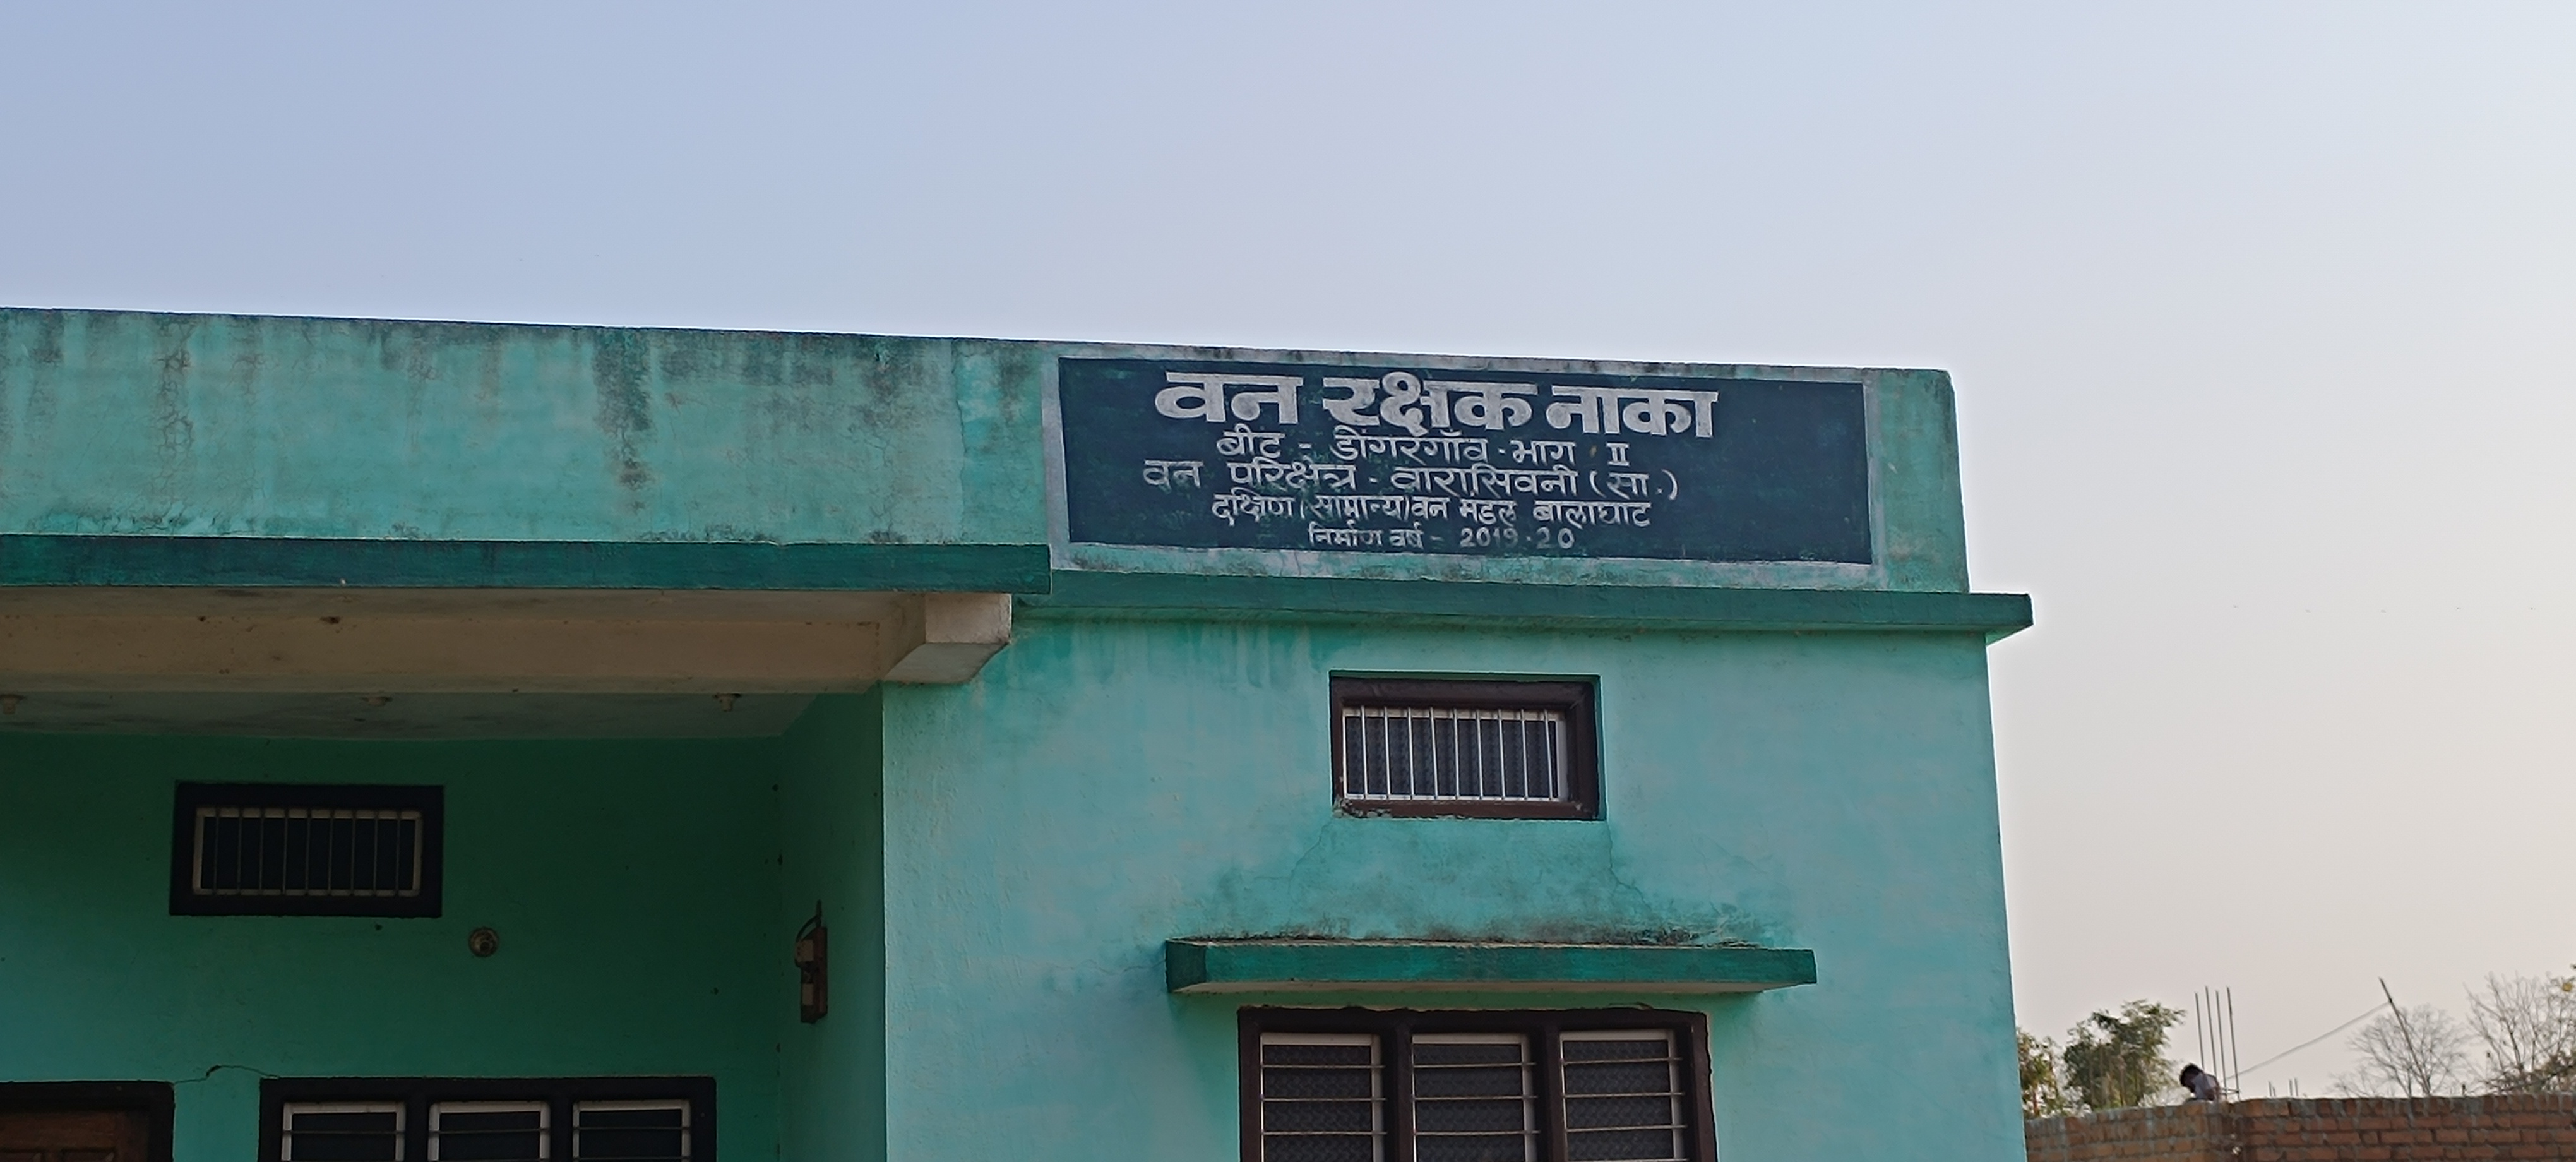 वन रक्षक नाका
बीट - डोंगरगाँव - भाग II
वन परिक्षेत्र - वारासिवनी (सा.)
दक्षिण (सामान्य) वन मंडल बालाघाट
निर्माण वर्ष - 2019-20